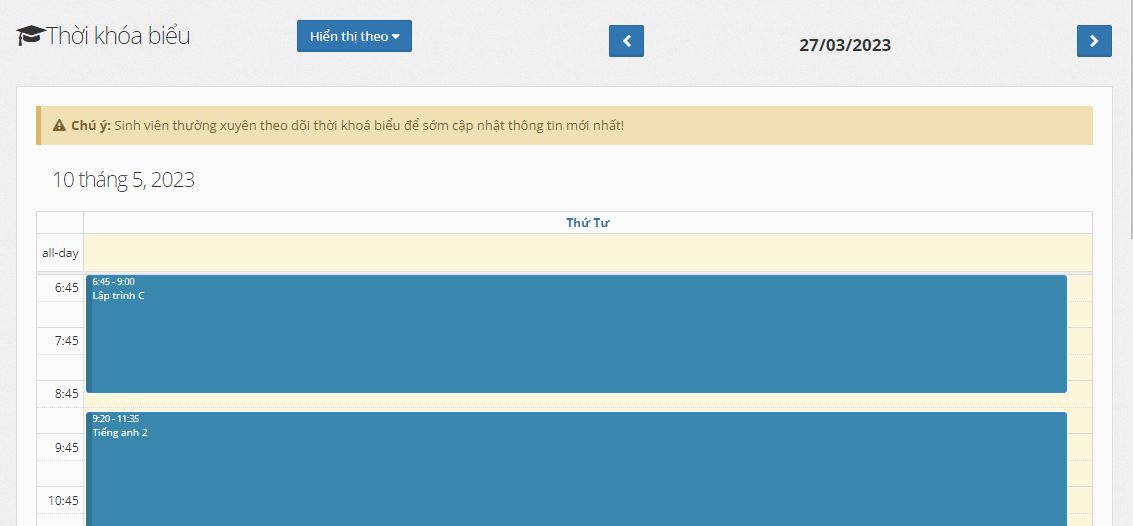 Thời khóa biểu
Hiển thị theo
27/03/2023
Chú ý: Sinh viên thường xuyên theo dõi thời khoá biểu để sớm cập nhật thông tin mới nhất!
10 tháng 5, 2023
Thứ Tư
all-day
6:45
6:45 - 9:00
Lập trình C
7:45
8:45
9:20 - 11:35
Tiếng anh 2
9:45
10:45